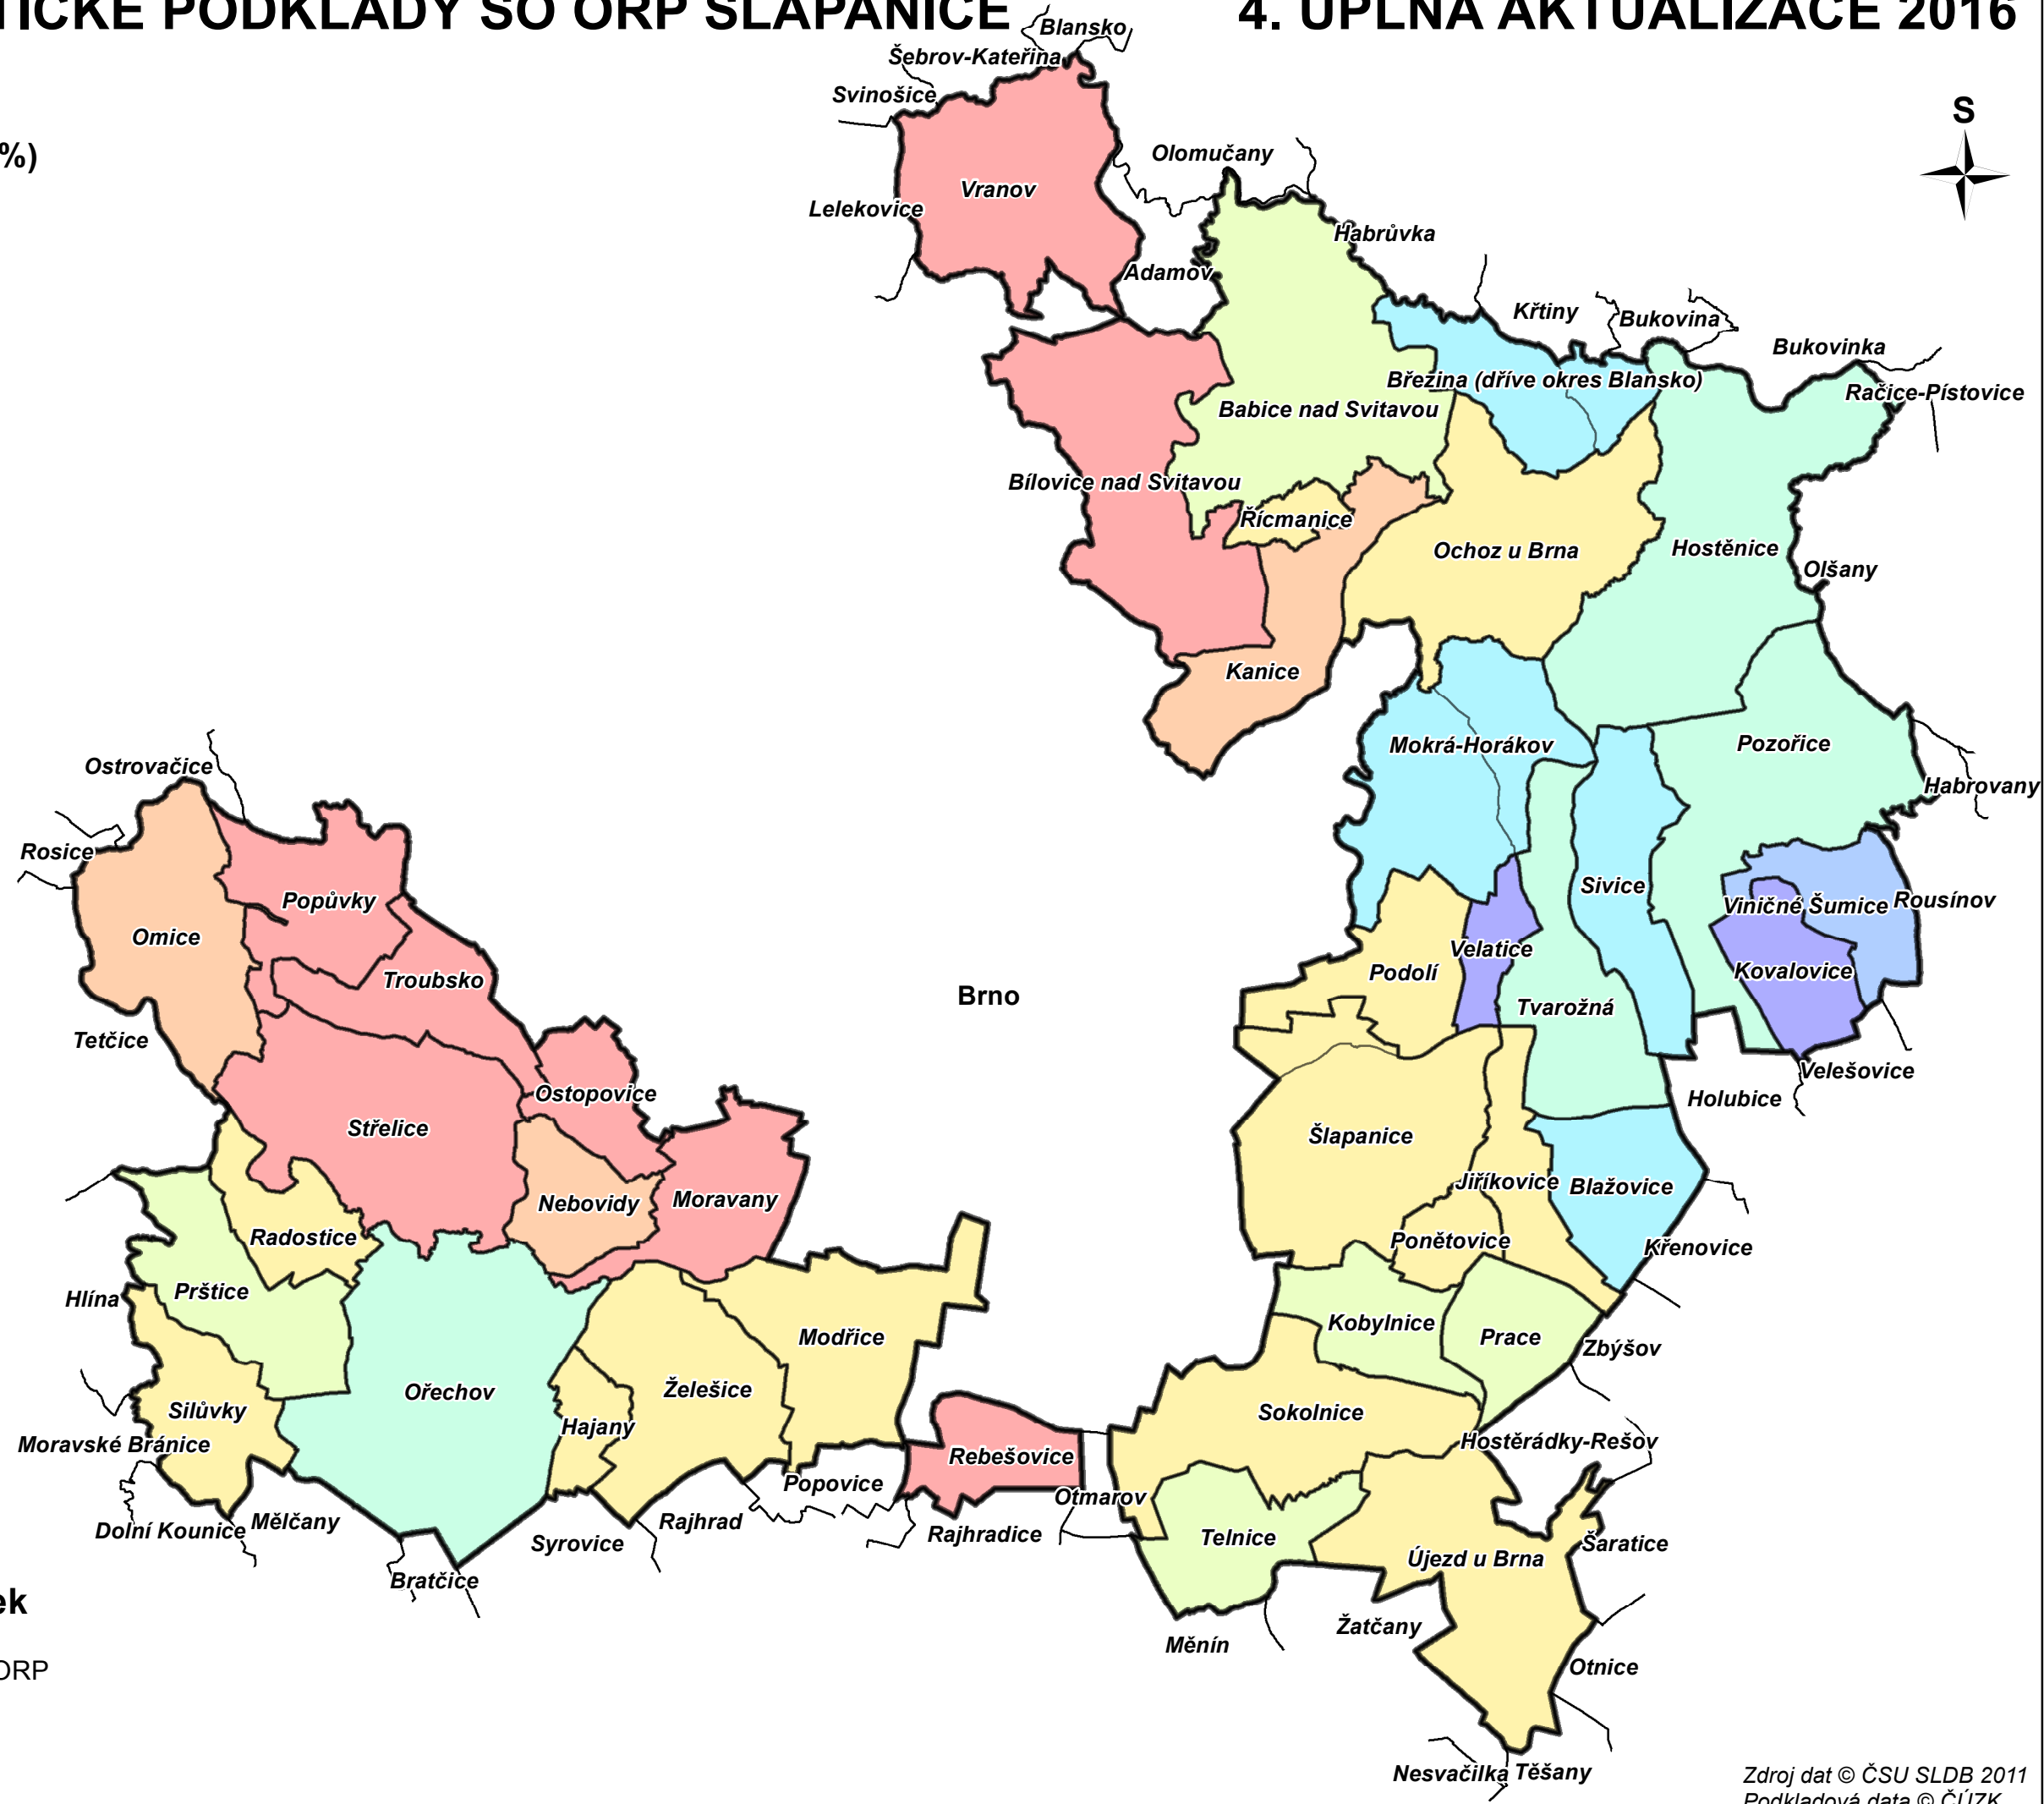 TICKÉ PODKLADY SO ORP ŠLAPANICE
4. ÚPLNÁ AKTUALIZACE 2016
Blansko
Šebrov-Kateřina
Svinošice
%)
S
Olomučany
Vranov
Lelekovice
Habrůvka
Adamov
Křtiny
Bukovina
Bukovinka
Březina (dříve okres Blansko)
Račice-Pístovice
Babice nad Svitavou
Bílovice nad Svitavou
Řícmanice
Ochoz u Brna
Hostěnice
Olšany
Kanice
Mokrá-Horákov
Pozořice
Ostrovačice
Habrovany
Rosice
Sivice
Popůvky
Viničné Šumice
Rousínov
Omice
Velatice
Podolí
Kovalovice
Troubsko
Brno
Tvarožná
Tetčice
Velešovice
Ostopovice
Holubice
Střelice
Šlapanice
Jiříkovice
Blažovice
Nebovidy
Moravany
Radostice
Ponětovice
Křenovice
Prštice
Hlína
Kobylnice
Modřice
Prace
Zbýšov
Ořechov
Želešice
Silůvky
Sokolnice
Hajany
Moravské Bránice
Hostěrádky-Rešov
Rebešovice
Popovice
Otmarov
Dolní Kounice
Mělčany
Rajhrad
Rajhradice
Telnice
Syrovice
Šaratice
Újezd u Brna
Bratčice
ek
Žatčany
Měnín
Otnice
ORP
Nesvačilka
Těšany
Zdroj dat © ČSU SLDB 2011
Podkladová data © ČÚZK